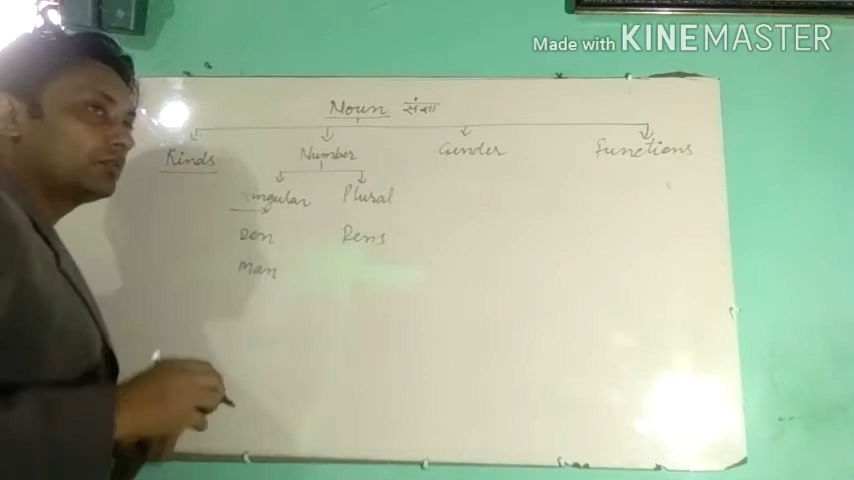 Made with KINEMASTER
Noun संज्ञा
Kinds Number Gender Functions
Singular Plural
Pen Pens
Man